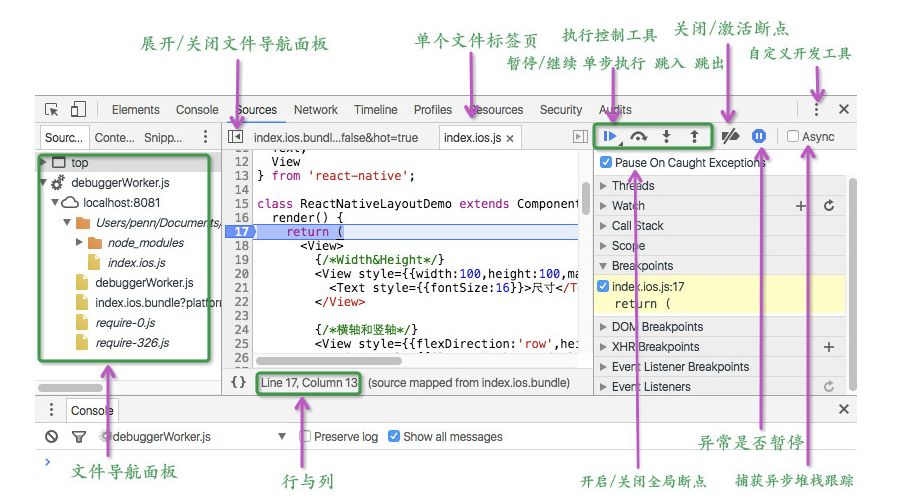 展开/关闭文件导航面板
单个文件标签页
执行控制工具
关闭/激活断点
暂停/继续 单步执行 跳入 跳出
自定义开发工具
Elements Console Sources Network Timeline Profiles Resources Security Audits
Sourc... Conte... Snipp...
index.ios.bundl...false&hot=true
index.ios.js
Async
top
debuggerWorker.js
localhost:8081
Users/penn/Documents/
node_modules
index.ios.js
debuggerWorker.js
index.ios.bundle?platform
require-0.js
require-326.js
11 Text,
12 View
13 } from 'react-native';
14
15 class ReactNativeLayoutDemo extends Component
16 render() {
17 return (
18 <View>
19 {/*Width&Height*/}
20 <View style={{width:100,height:100,ma
21 <Text style={{fontSize:16}}>尺寸</T
22 </View>
23
24 {/*横轴和竖轴*/}
25 <View style={{flexDirection:'row',hei
26
{} Line 17, Column 13 (source mapped from index.ios.bundle)
Pause On Caught Exceptions
Threads
Watch
Call Stack
Scope
Breakpoints
index.ios.js:17
return (
DOM Breakpoints
XHR Breakpoints
Event Listener Breakpoints
Event Listeners
Console
debuggerWorker.js
Preserve log
Show all messages
文件导航面板
行与列
开启/关闭全局断点
异常是否暂停
捕获异步堆栈跟踪